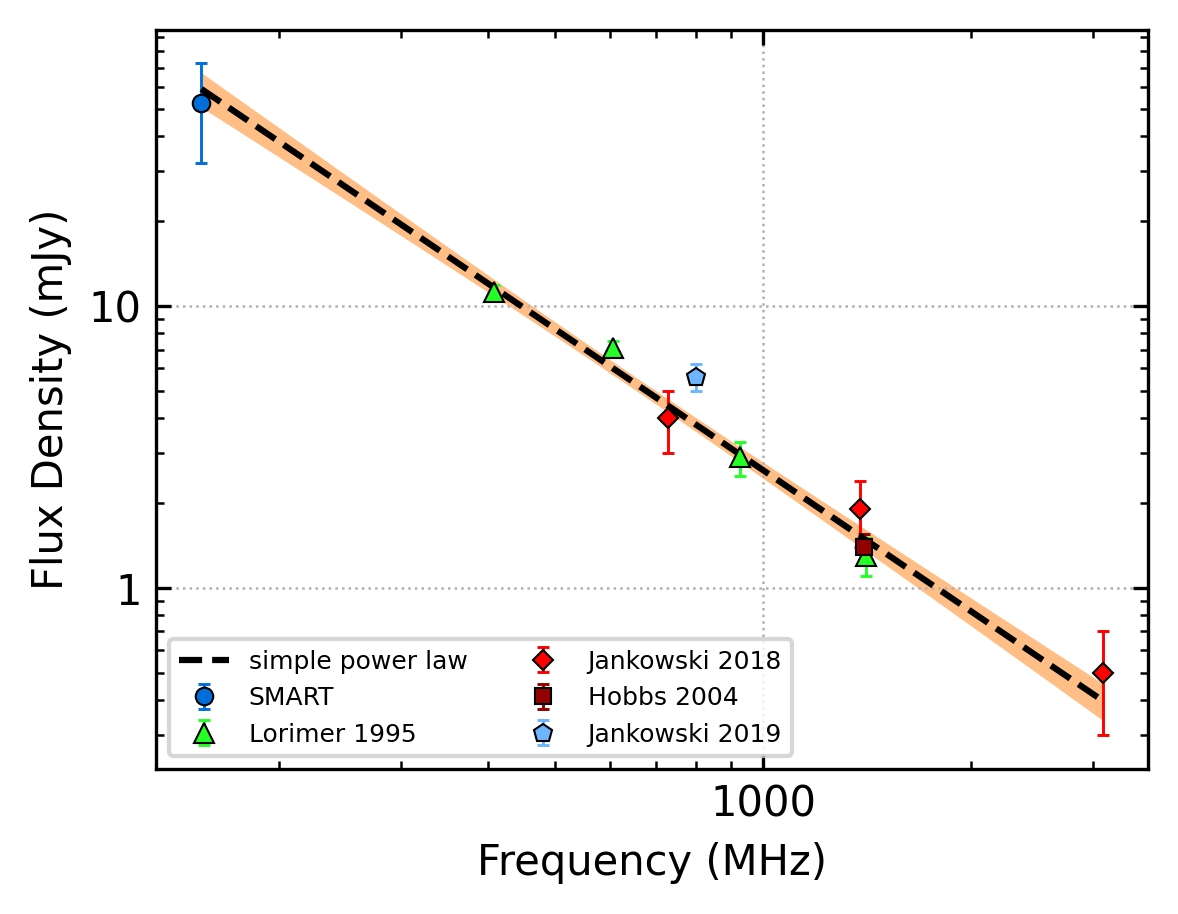 Flux Density (mJy)
10
1
simple power law
SMART
Lorimer 1995
Jankowski 2018
Hobbs 2004
Jankowski 2019
1000
Frequency (MHz)